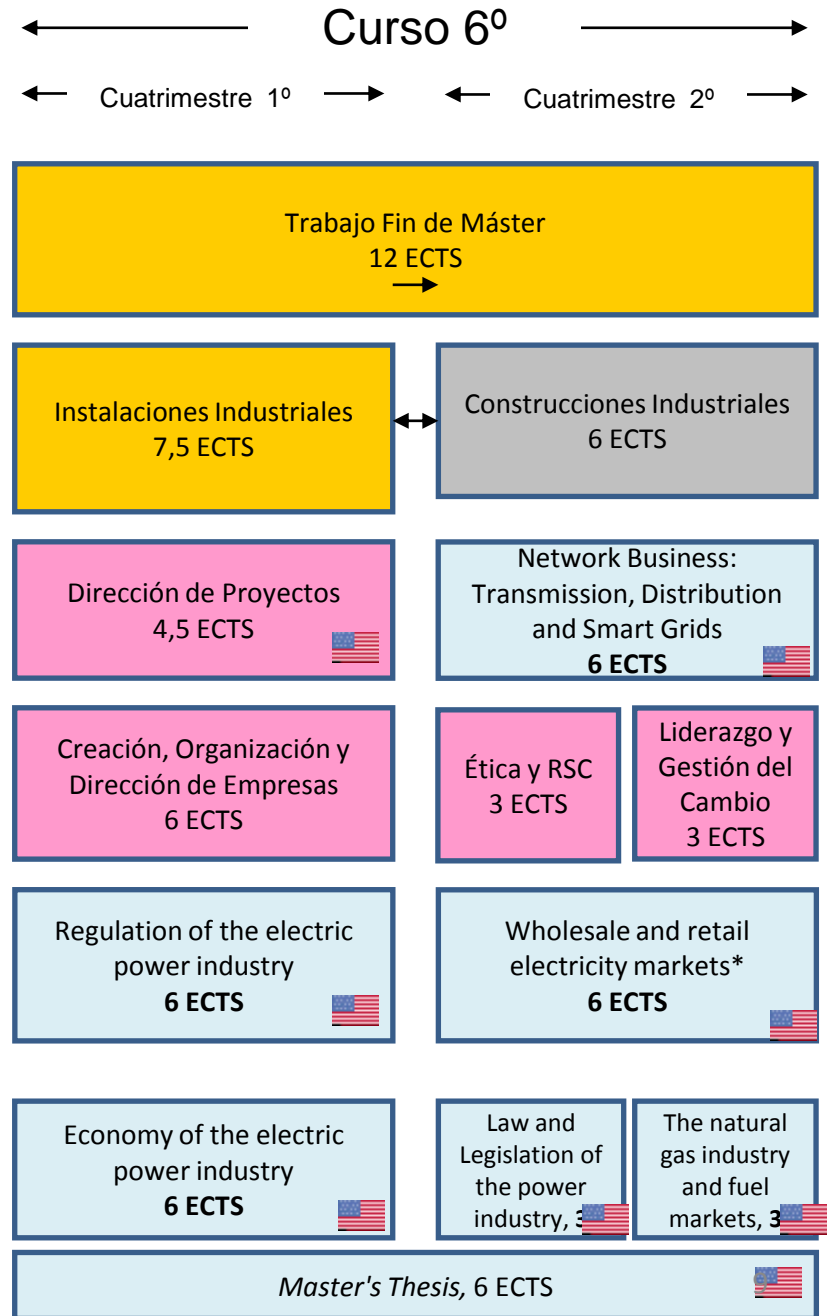 Curso 6º
Cuatrimestre 1º
Cuatrimestre 2º
Trabajo Fin de Máster
12 ECTS
Instalaciones Industriales
7,5 ECTS
Construcciones Industriales
6 ECTS
Dirección de Proyectos
4,5 ECTS
Network Business:
Transmission, Distribution
and Smart Grids
6 ECTS
Creación, Organización y
Dirección de Empresas
6 ECTS
Ética y RSC
3 ECTS
Liderazgo y
Gestión del
Cambio
3 ECTS
Regulation of the electric
power industry
6 ECTS
Wholesale and retail
electricity markets*
6 ECTS
Economy of the electric
power industry
6 ECTS
Law and
Legislation of
the power
industry, 3
The natural
gas industry
and fuel
markets, 3
Master's Thesis, 6 ECTS
9